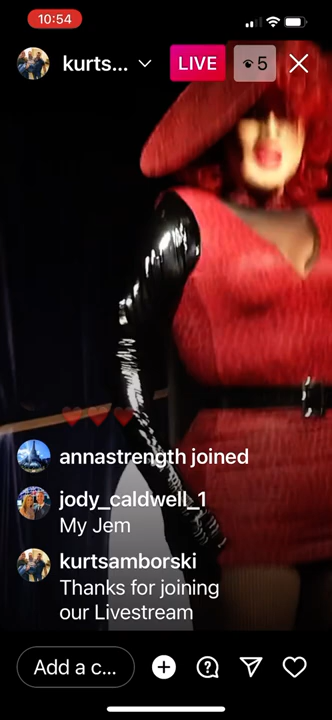 10:54
kurts...
LIVE
5
annastrength joined
jody_caldwell_1
My Jem
kurtsamborski
Thanks for joining
our Livestream
Add a c...